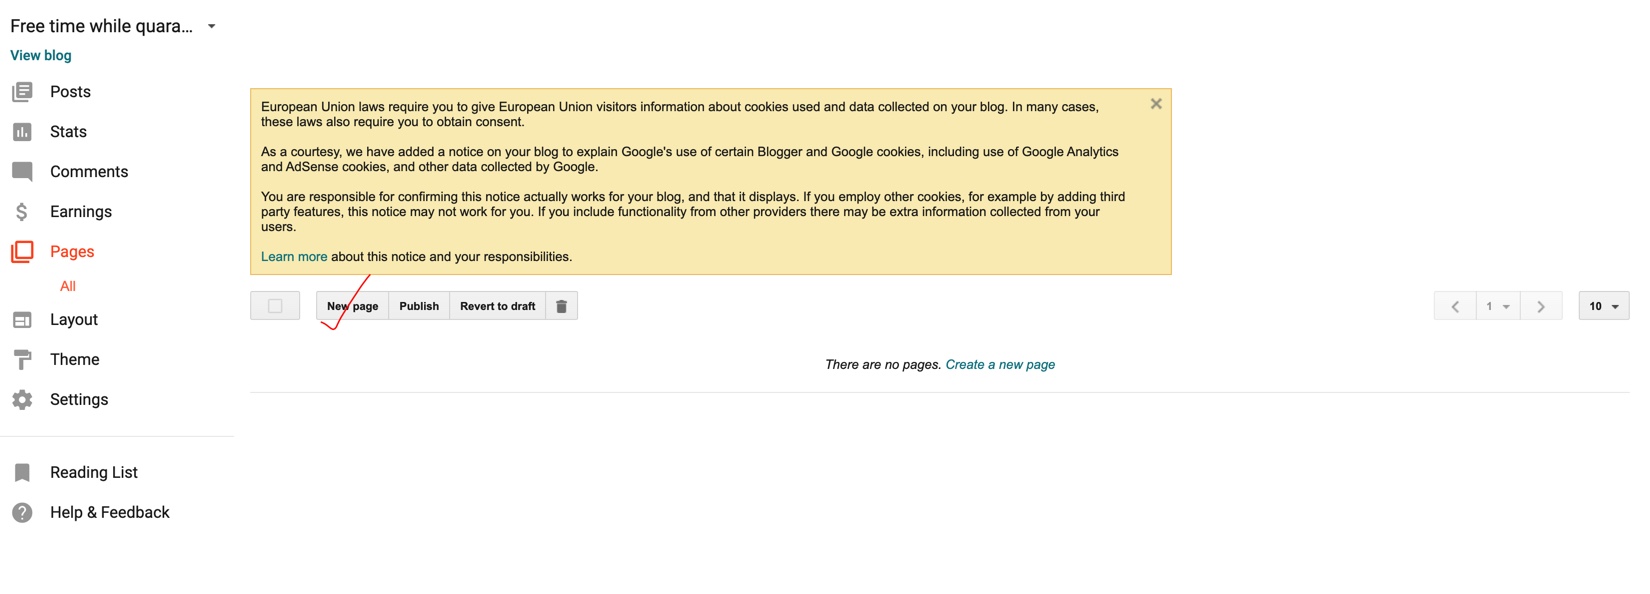 Free time while quara...
View blog
Posts
Stats
Comments
Earnings
Pages
All
Layout
Theme
Settings
Reading List
Help & Feedback
European Union laws require you to give European Union visitors information about cookies used and data collected on your blog. In many cases,
these laws also require you to obtain consent.
As a courtesy, we have added a notice on your blog to explain Google's use of certain Blogger and Google cookies, including use of Google Analytics
and AdSense cookies, and other data collected by Google.
You are responsible for confirming this notice actually works for your blog, and that it displays. If you employ other cookies, for example by adding third
party features, this notice may not work for you. If you include functionality from other providers there may be extra information collected from your
users.
Learn more about this notice and your responsibilities.
New page Publish Revert to draft 1 10
There are no pages. Create a new page